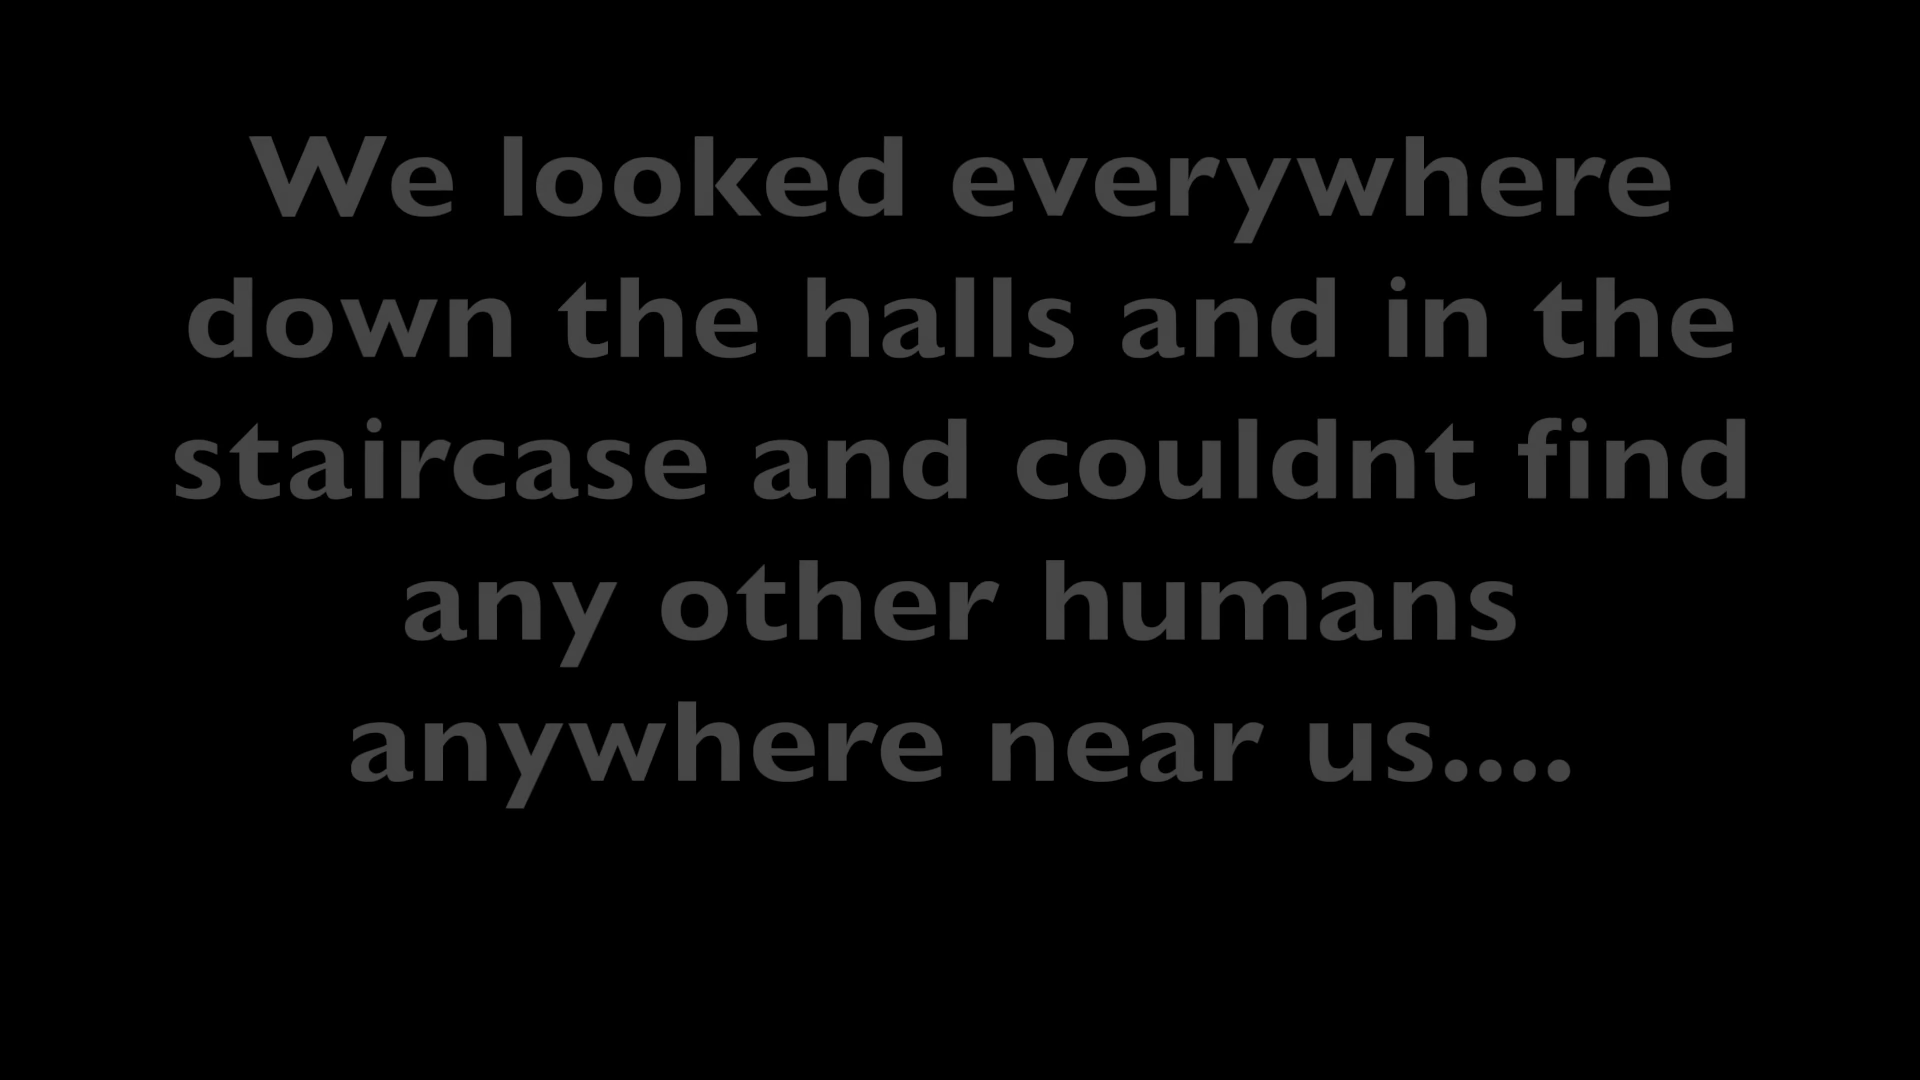 We looked everywhere
down the halls and in the
staircase and couldnt find
any other humans
anywhere near us....